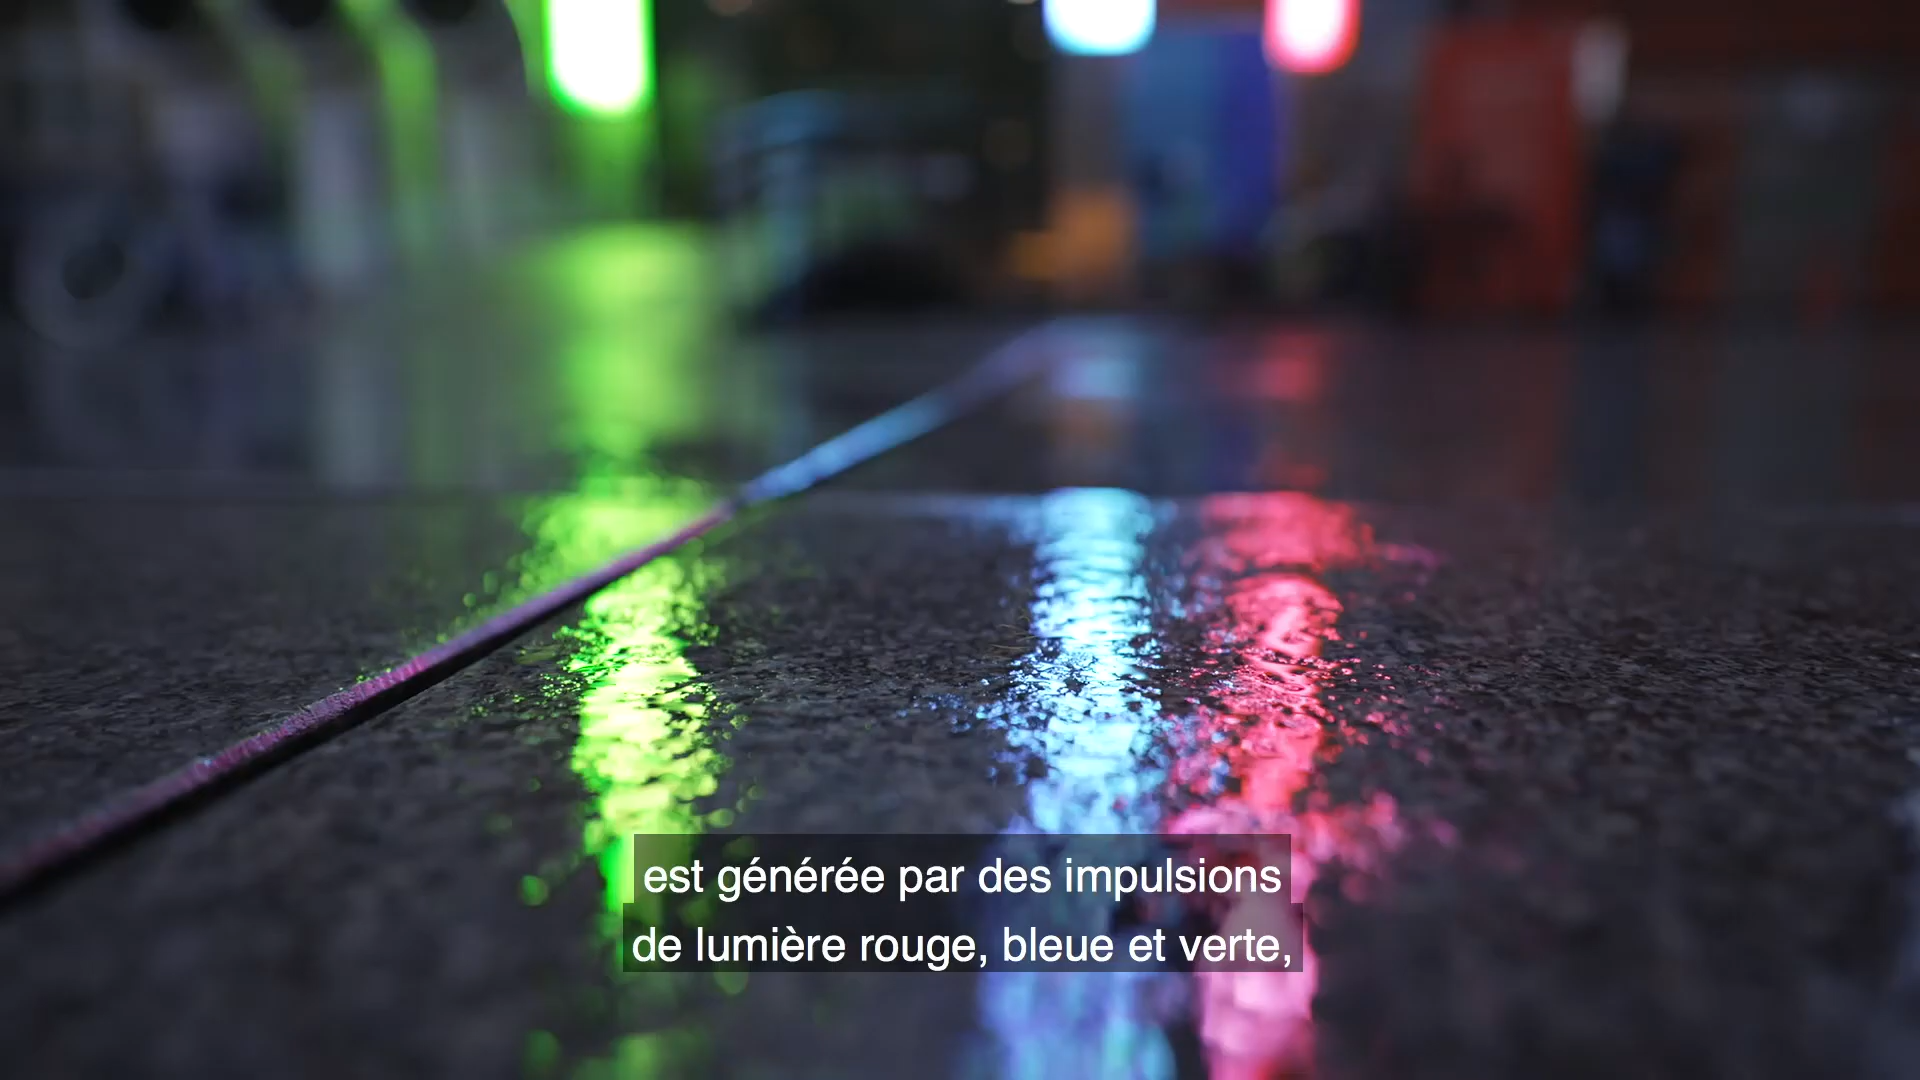 est générée par des impulsions
de lumière rouge, bleue et verte,